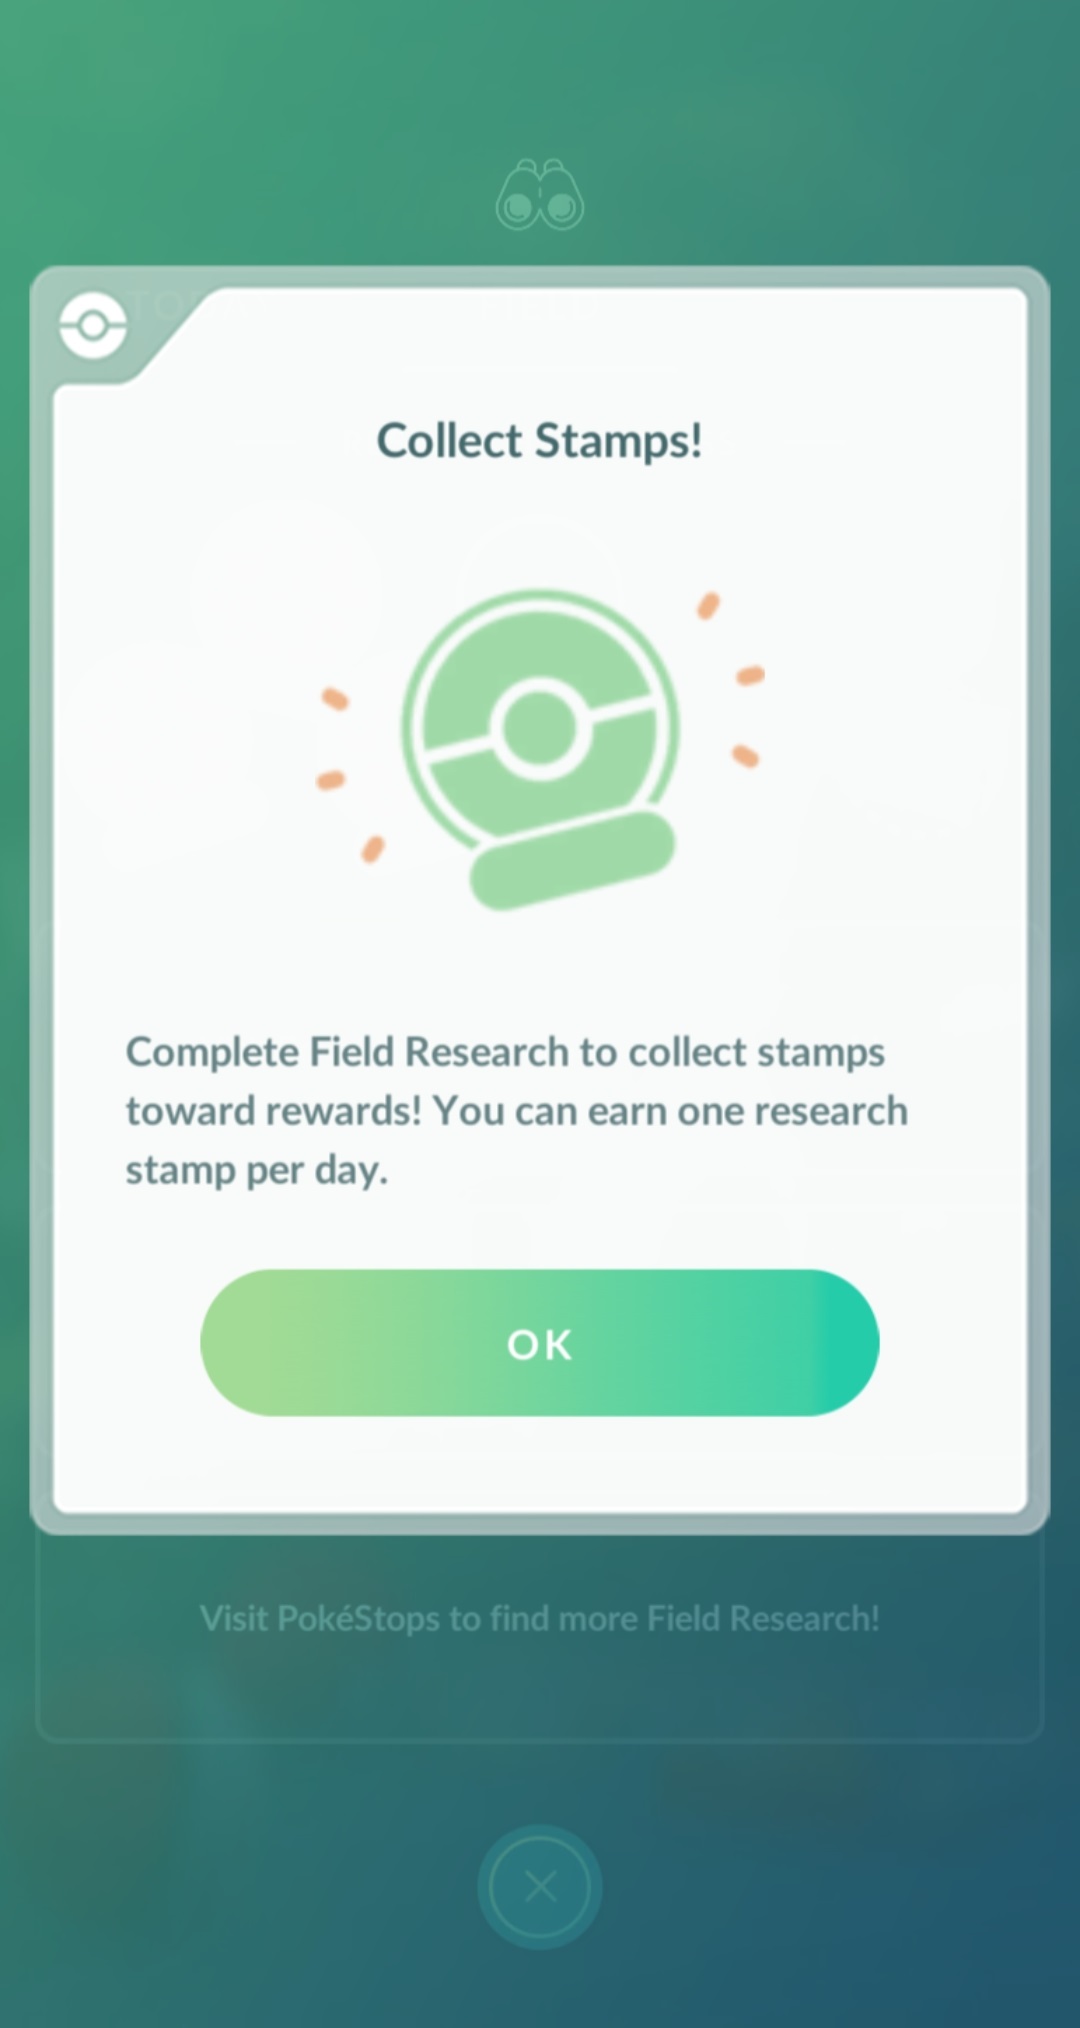 FIELD
Collect Stamps!
Complete Field Research to collect stamps
toward rewards! You can earn one research
stamp per day.
OK
Visit PokéStops to find more Field Research!